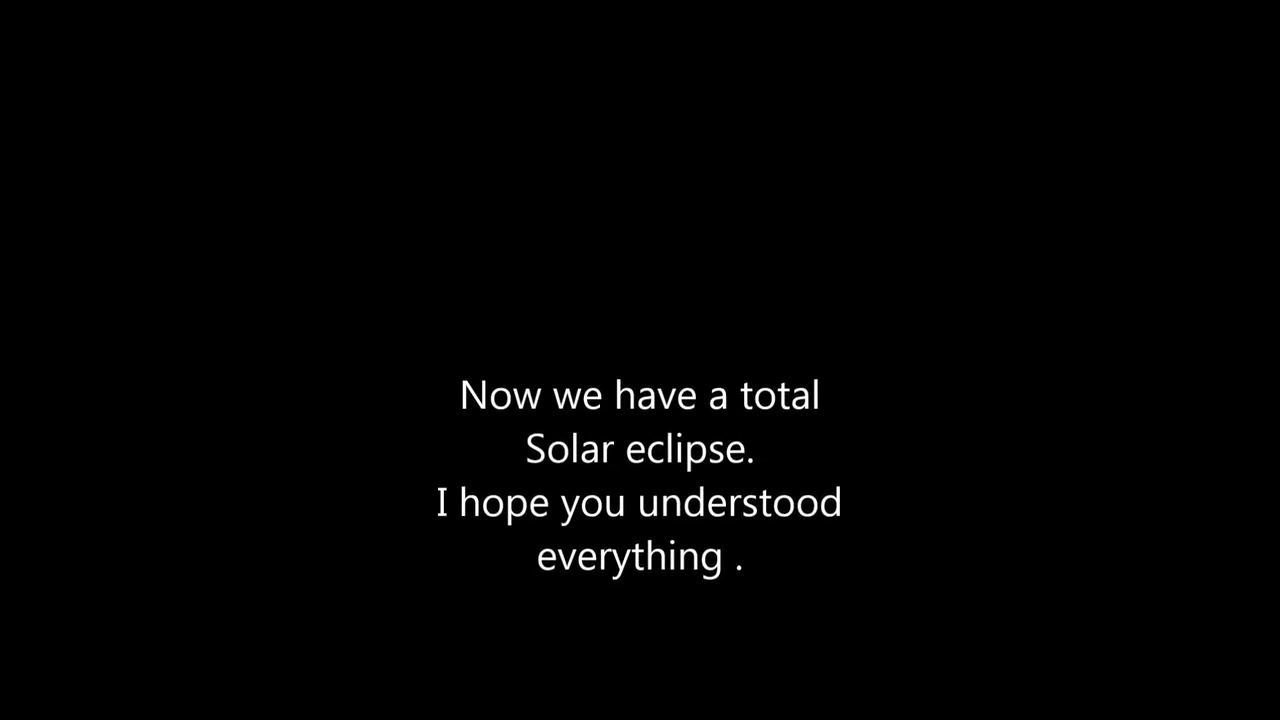 Now we have a total
Solar eclipse.
I hope you understood
everything .